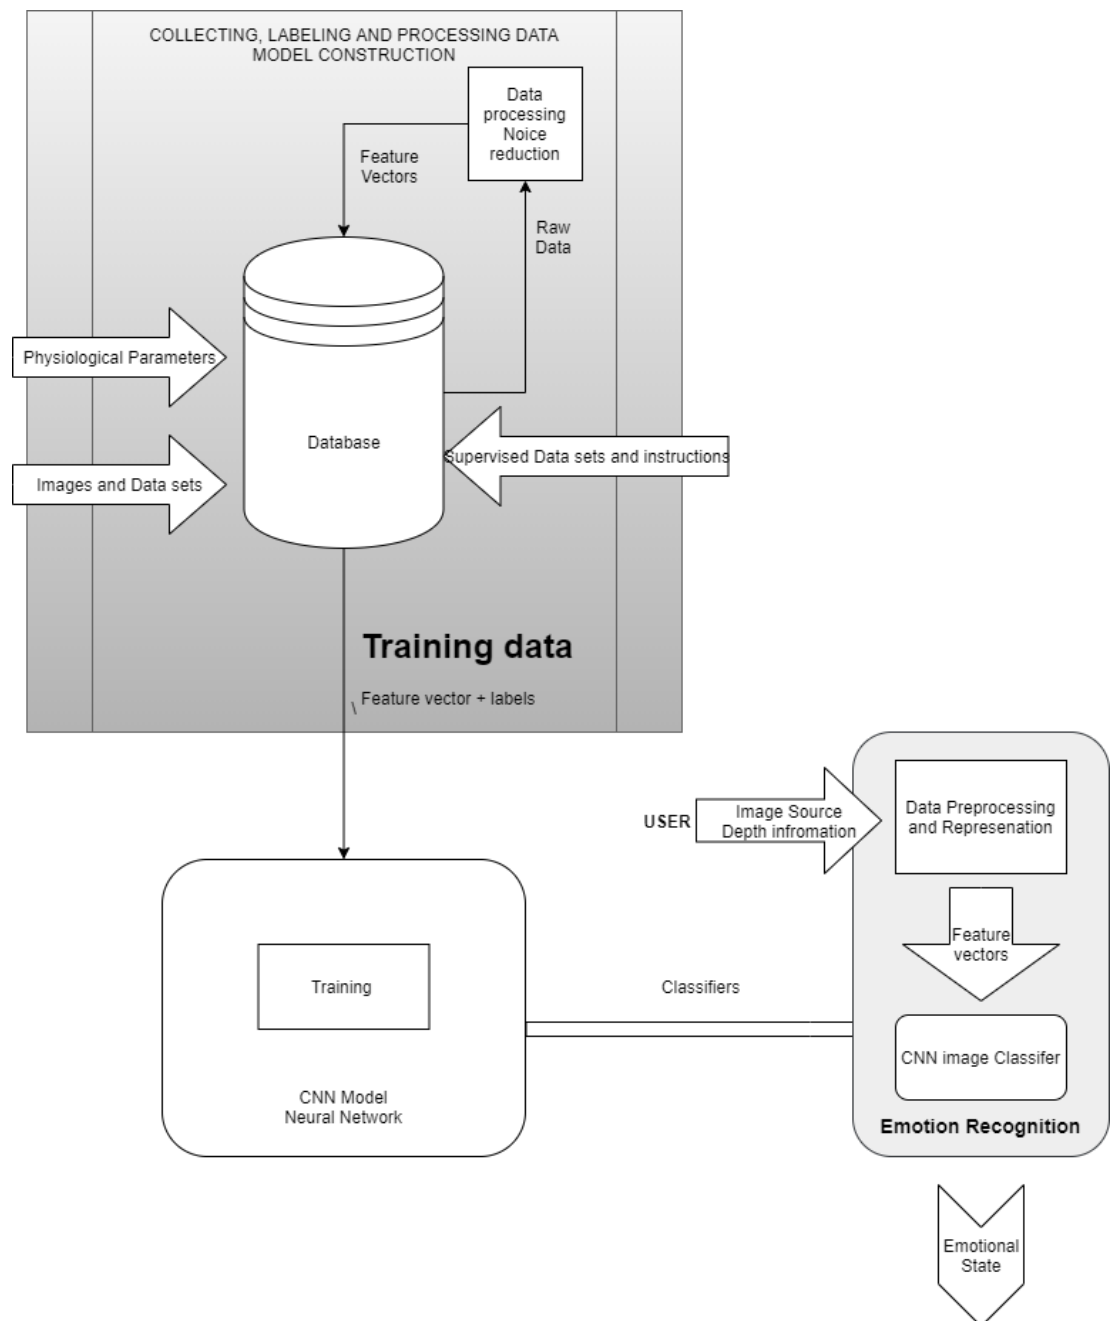 COLLECTING, LABELING AND PROCESSING DATA
MODEL CONSTRUCTION
Data
processing
Noice
reduction
Feature
Vectors
Raw
Data
Physiological Parameters
Database
Supervised Data sets and instructions
Images and Data sets
Training data
\ Feature vector + labels
USER
Image Source
Depth infromation
Data Preprocessing
and Represenation
Feature
vectors
Training
Classifiers
CNN image Classifer
CNN Model
Neural Network
Emotion Recognition
Emotional
State